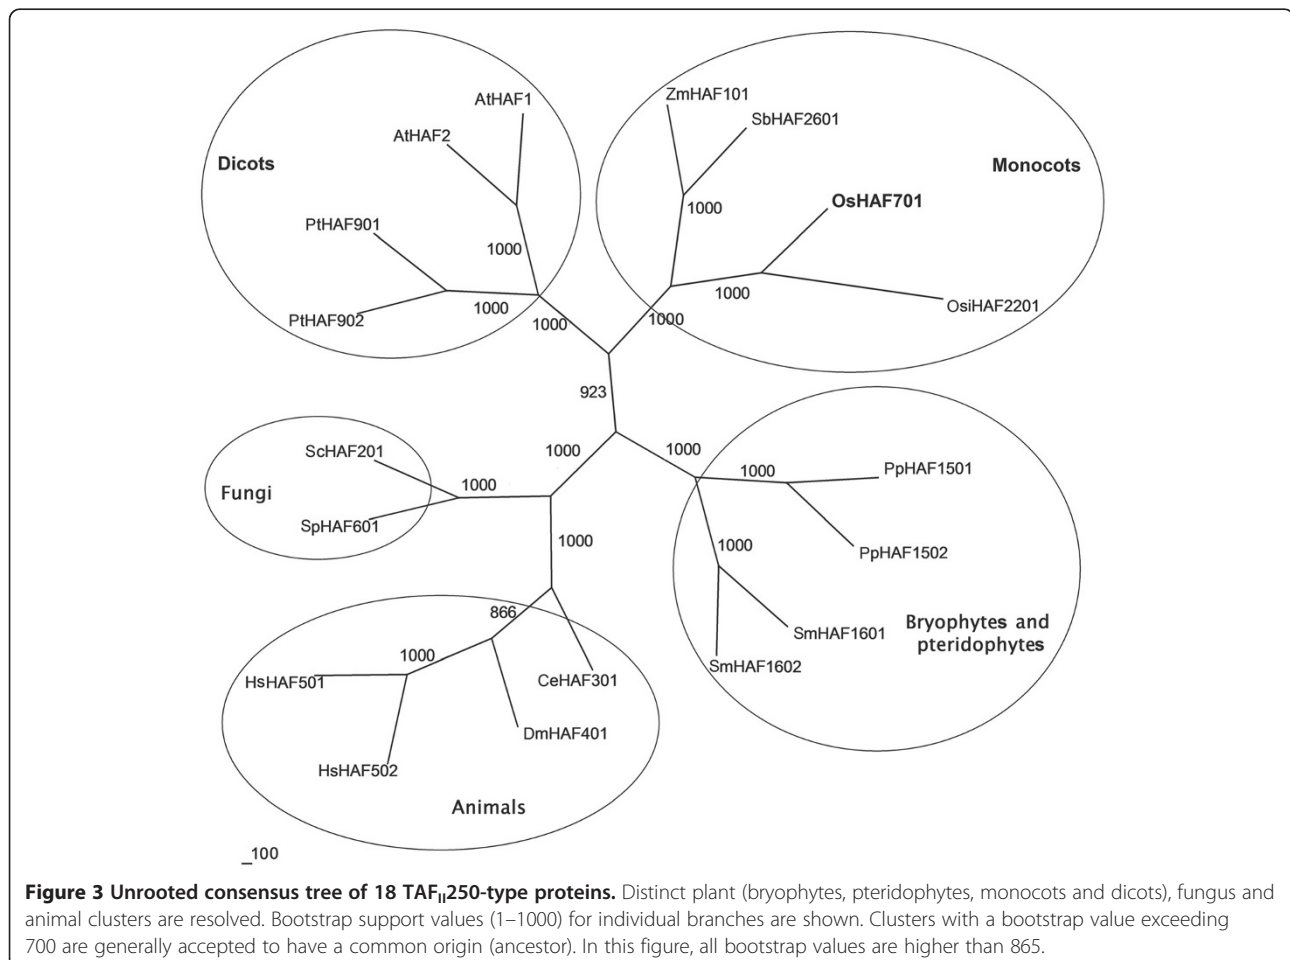 AtHAF1
AtHAF2
Dicots
PtHAF901
PtHAF902
1000
1000
1000
ZmHAF101
SbHAF2601
Monocots
OsHAF701
OsiHAF2201
1000
1000
1000
923
1000
1000
ScHAF201
Fungi
SpHAF601
1000
1000
1000
PpHAF1501
PpHAF1502
1000
SmHAF1601
SmHAF1602
Bryophytes and
pteridophytes
866
1000
HsHAF501
CeHAF301
DmHAF401
HsHAF502
Animals
_100
Figure 3 Unrooted consensus tree of 18 TAFII250-type proteins. Distinct plant (bryophytes, pteridophytes, monocots and dicots), fungus and
animal clusters are resolved. Bootstrap support values (1–1000) for individual branches are shown. Clusters with a bootstrap value exceeding
700 are generally accepted to have a common origin (ancestor). In this figure, all bootstrap values are higher than 865.